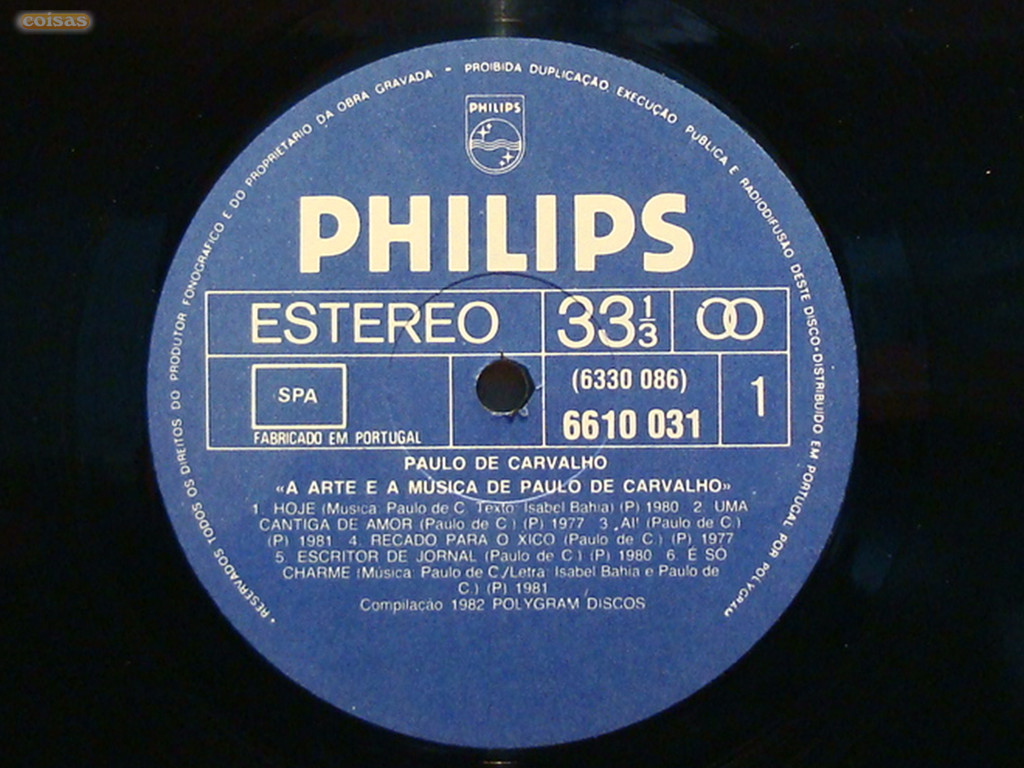 coisas
RESERVADOS TODOS OS DIREITOS DO PRODUTOR FONOGRAFICO E DO PROPRIETARIO DA OBRA GRAVADA - PROIBIDA DUPLICAÇÃO, EXECUÇÃO PUBLICA E RADIODIFUSÃO DESTE DISCO • DISTRIBUIDO EM PORTUGAL POR POLYGRAM
PHILIPS
PHILIPS
ESTEREO 33 1/3
SPA (6330 086) 1
FABRICADO EM PORTUGAL 6610 031
PAULO DE CARVALHO
«A ARTE E A MÚSICA DE PAULO DE CARVALHO»
1. HOJE (Música: Paulo de C. Texto: Isabel Bahia) (P) 1980 2. UMA
CANTIGA DE AMOR (Paulo de C.) (P) 1977 3. AI! (Paulo de C.)
(P) 1981 4. RECADO PARA O XICO (Paulo de C.) (P) 1977
5. ESCRITOR DE JORNAL (Paulo de C.) (P) 1980 6. É SÓ
CHARME (Música: Paulo de C./Letra: Isabel Bahia e Paulo de
C.) (P) 1981
Compilação 1982 POLYGRAM DISCOS